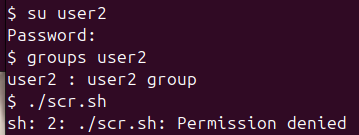 $ su user2
Password:
$ groups user2
user2 : user2 group
$ ./scr.sh
sh: 2: ./scr.sh: Permission denied